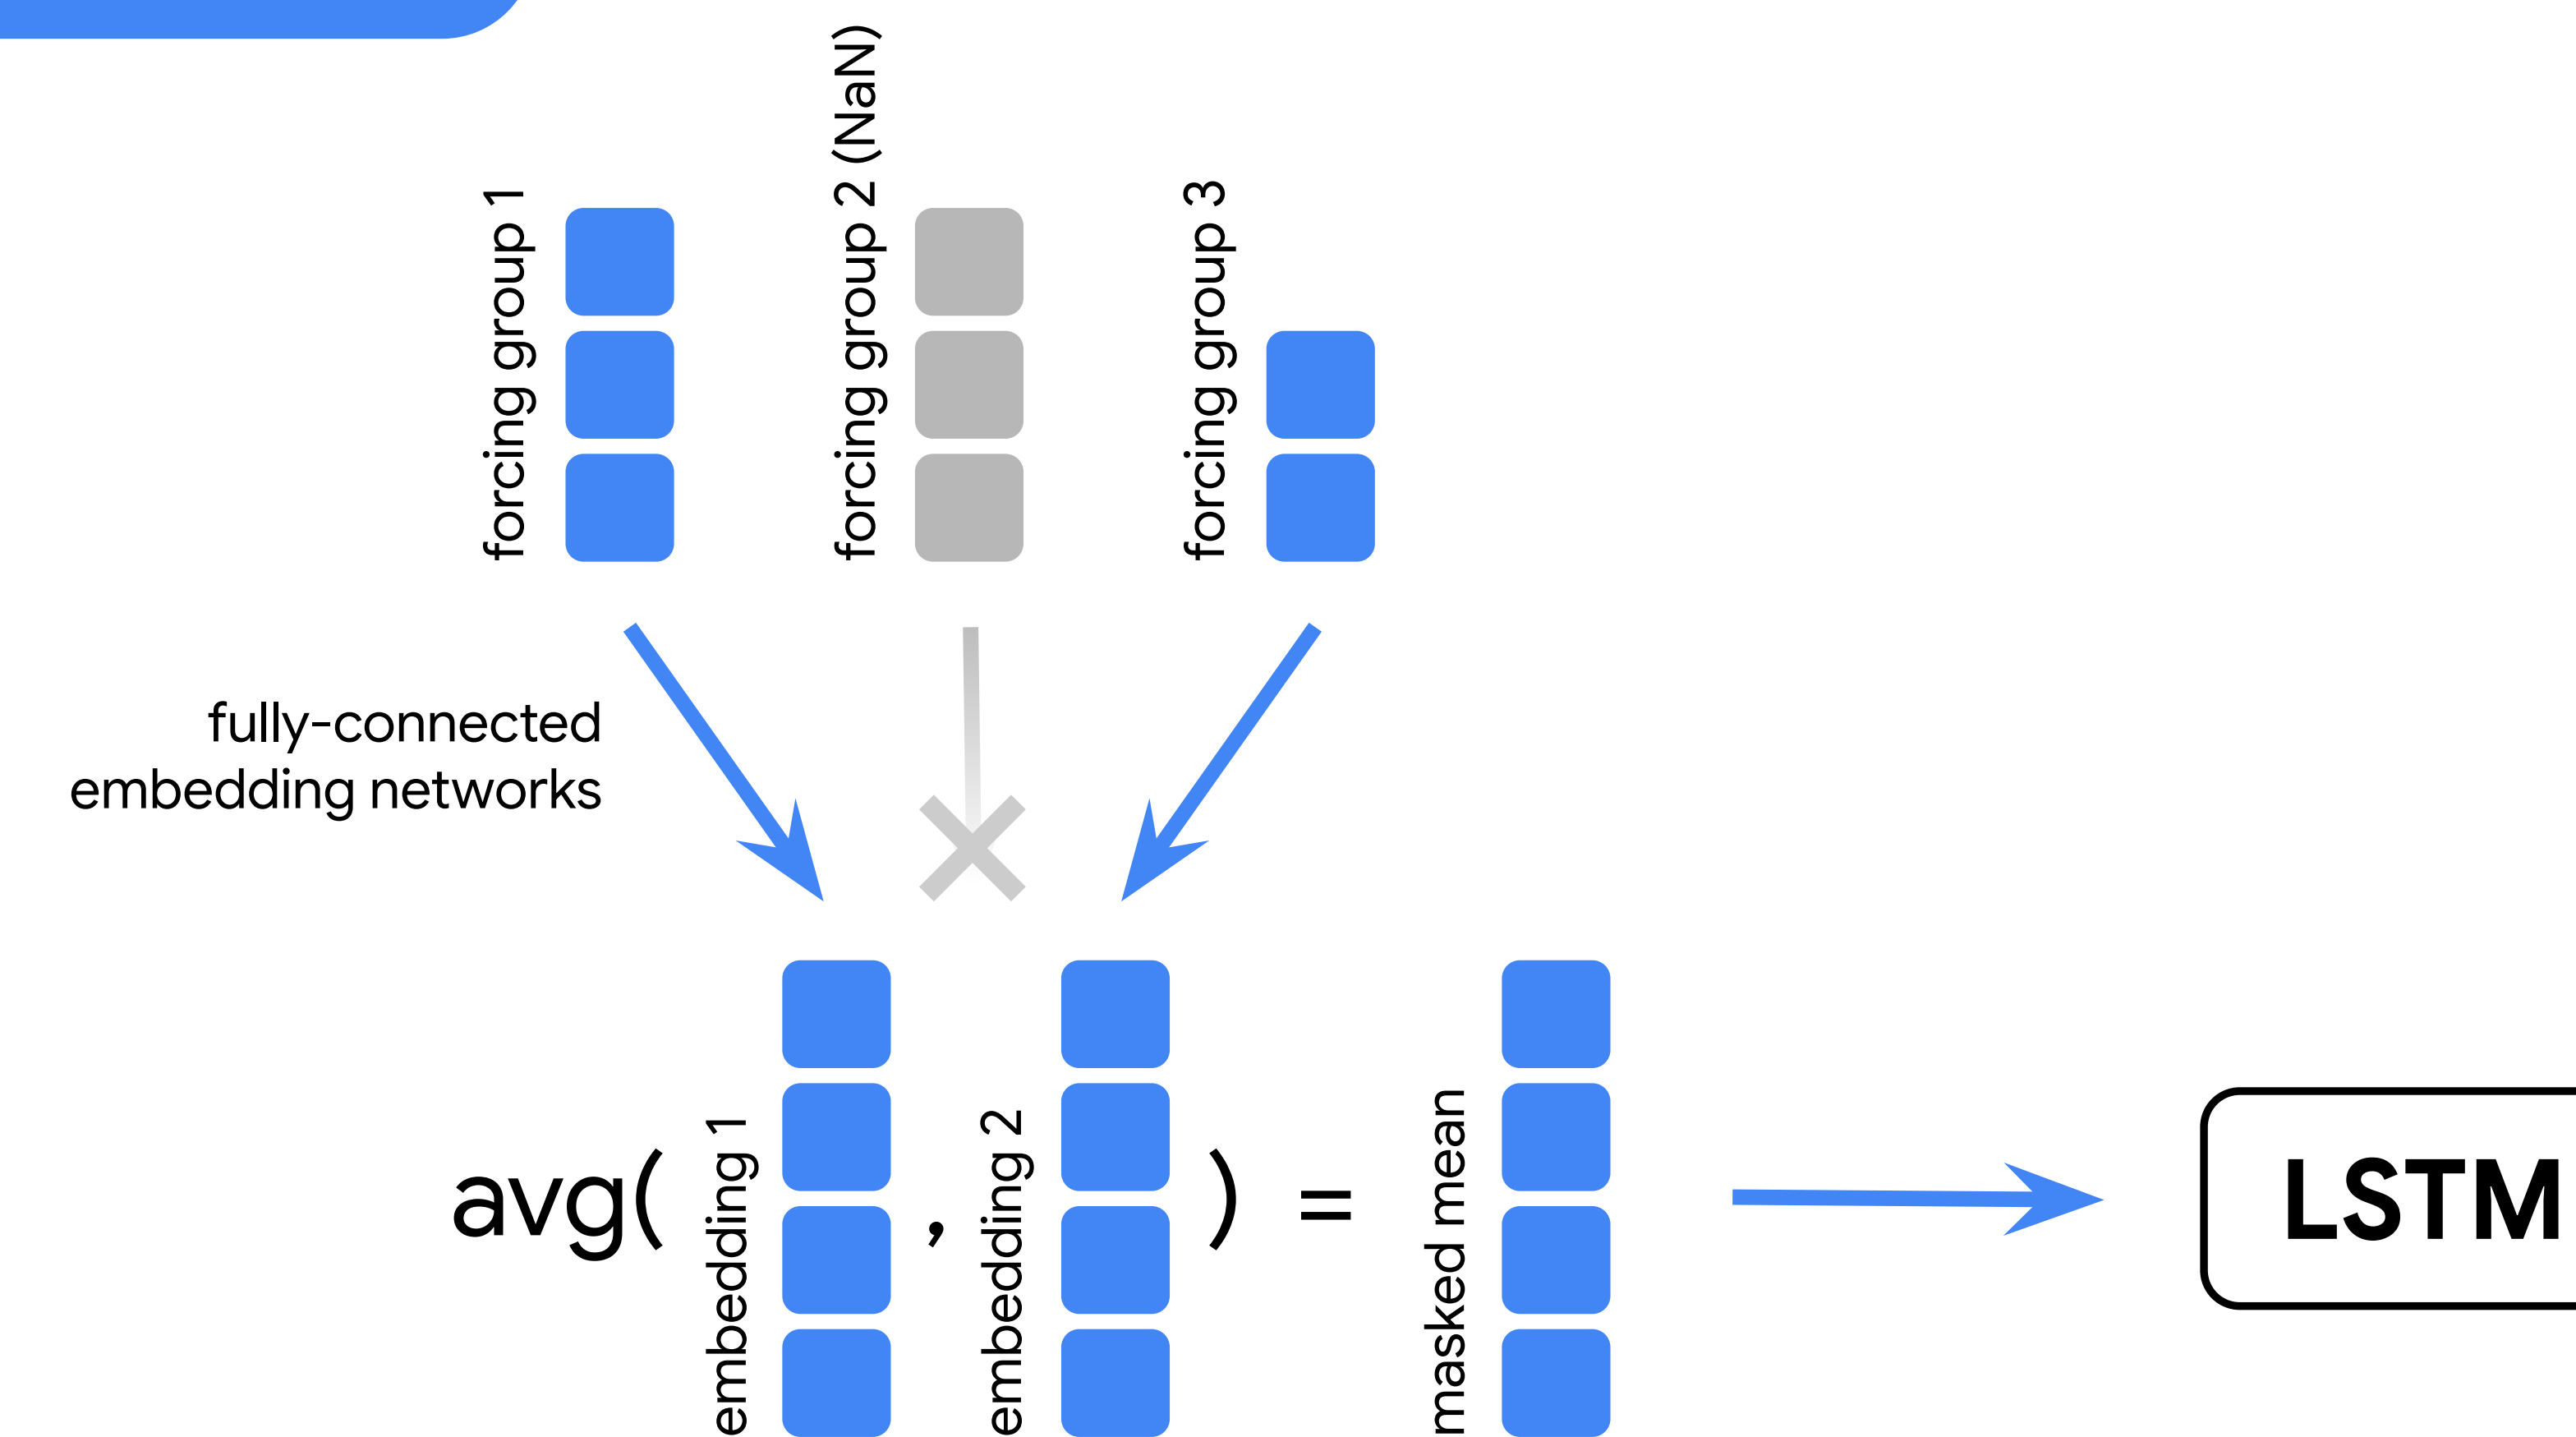 forcing group 1
forcing group 2 (NaN)
forcing group 3
fully-connected
embedding networks
avg(
embedding 1
,
embedding 2
)
=
masked mean
LSTM